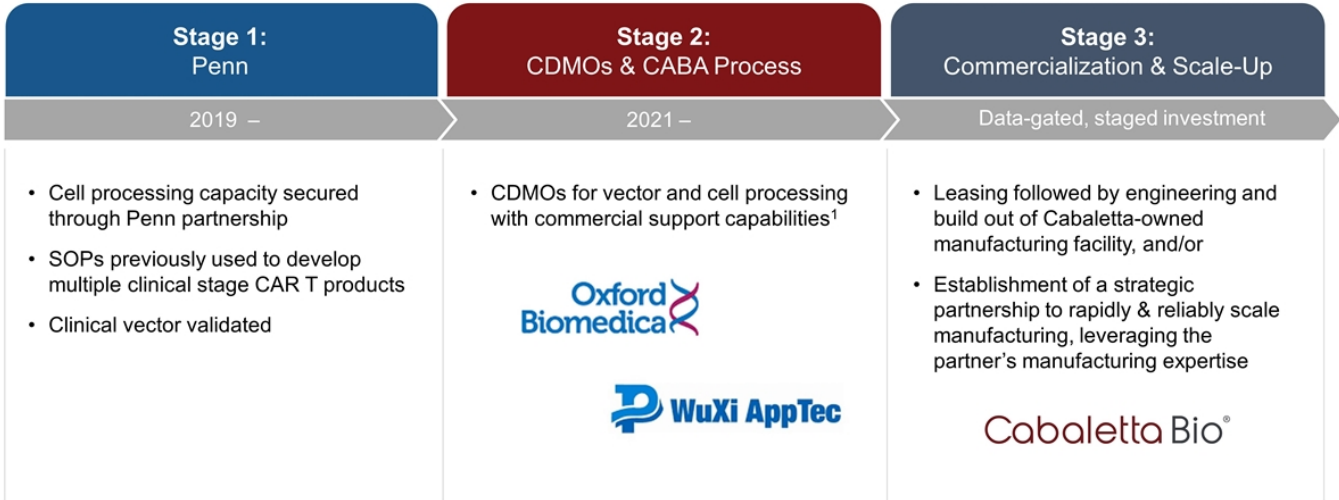 Stage 1:
Penn
Stage 2:
CDMOs & CABA Process
Stage 3:
Commercialization & Scale-Up
2019 –
2021 –
Data-gated, staged investment
• Cell processing capacity secured
through Penn partnership
• SOPs previously used to develop
multiple clinical stage CAR T products
• Clinical vector validated
• CDMOs for vector and cell processing
with commercial support capabilities¹
Oxford
Biomedica
WuXi AppTec
• Leasing followed by engineering and
build out of Cabaletta-owned
manufacturing facility, and/or
• Establishment of a strategic
partnership to rapidly & reliably scale
manufacturing, leveraging the
partner's manufacturing expertise
Cabaletta Bio®